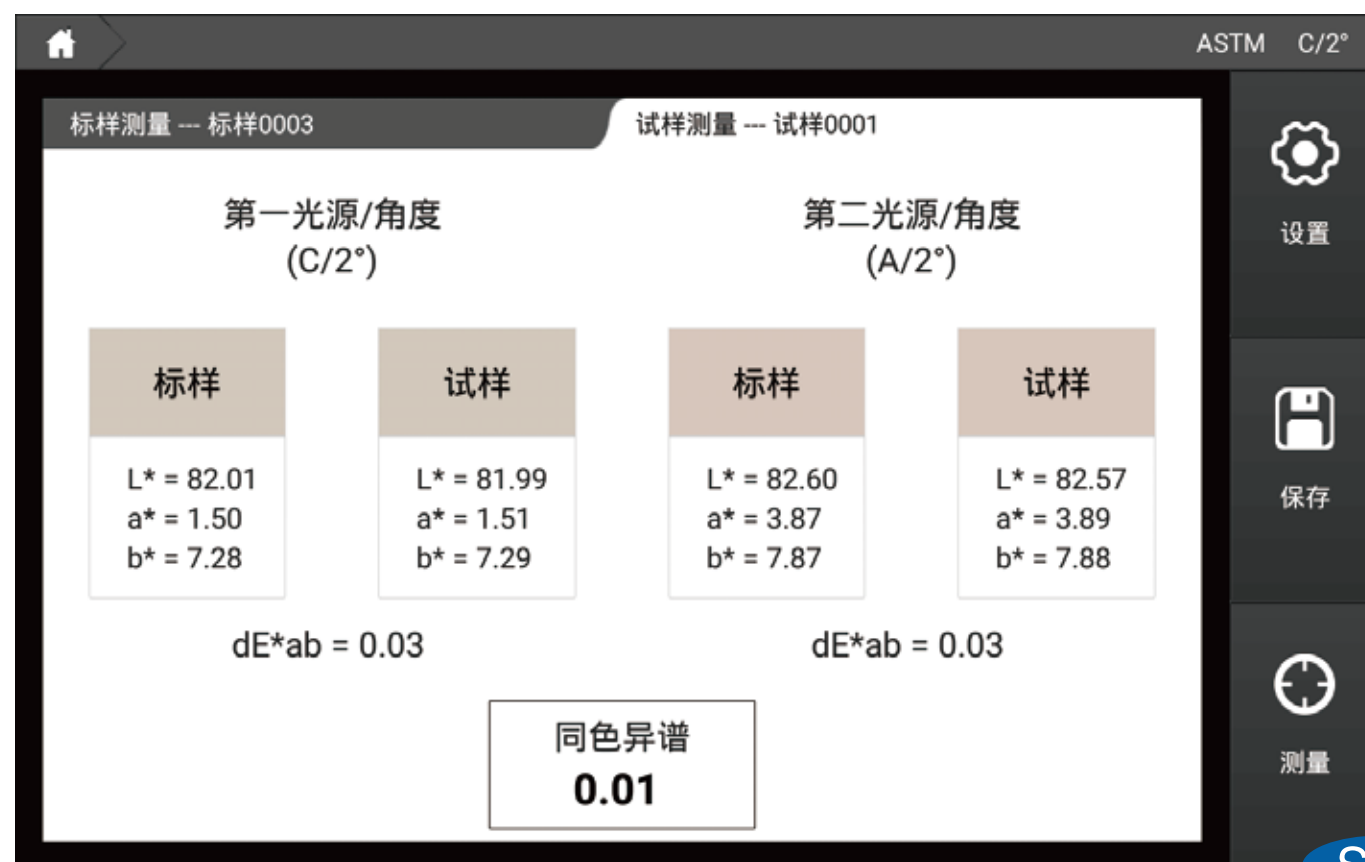 ASTM C/2°
标样测量 --- 标样0003
试样测量 --- 试样0001
第一光源/角度
(C/2°)
第二光源/角度
(A/2°)
标样
L* = 82.01
a* = 1.50
b* = 7.28
试样
L* = 81.99
a* = 1.51
b* = 7.29
标样
L* = 82.60
a* = 3.87
b* = 7.87
试样
L* = 82.57
a* = 3.89
b* = 7.88
dE*ab = 0.03
dE*ab = 0.03
同色异谱
0.01
设置
保存
测量